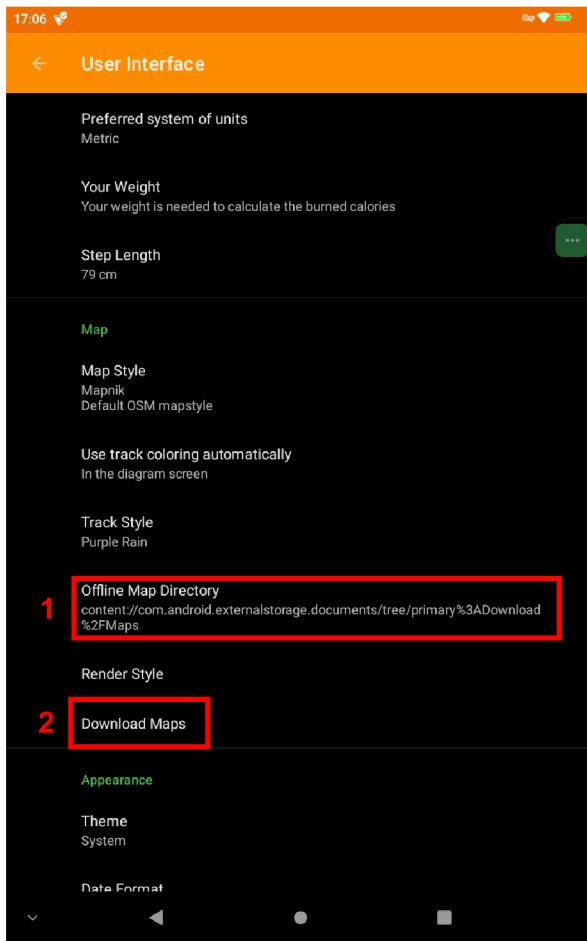 17:06
User Interface
Preferred system of units
Metric
Your Weight
Your weight is needed to calculate the burned calories
Step Length
79 cm
Map
Map Style
Mapnik
Default OSM mapstyle
Use track coloring automatically
In the diagram screen
Track Style
Purple Rain
1
Offline Map Directory
content://com.android.externalstorage.documents/tree/primary%3ADownload
%2FMaps
Render Style
2
Download Maps
Appearance
Theme
System
Date Format